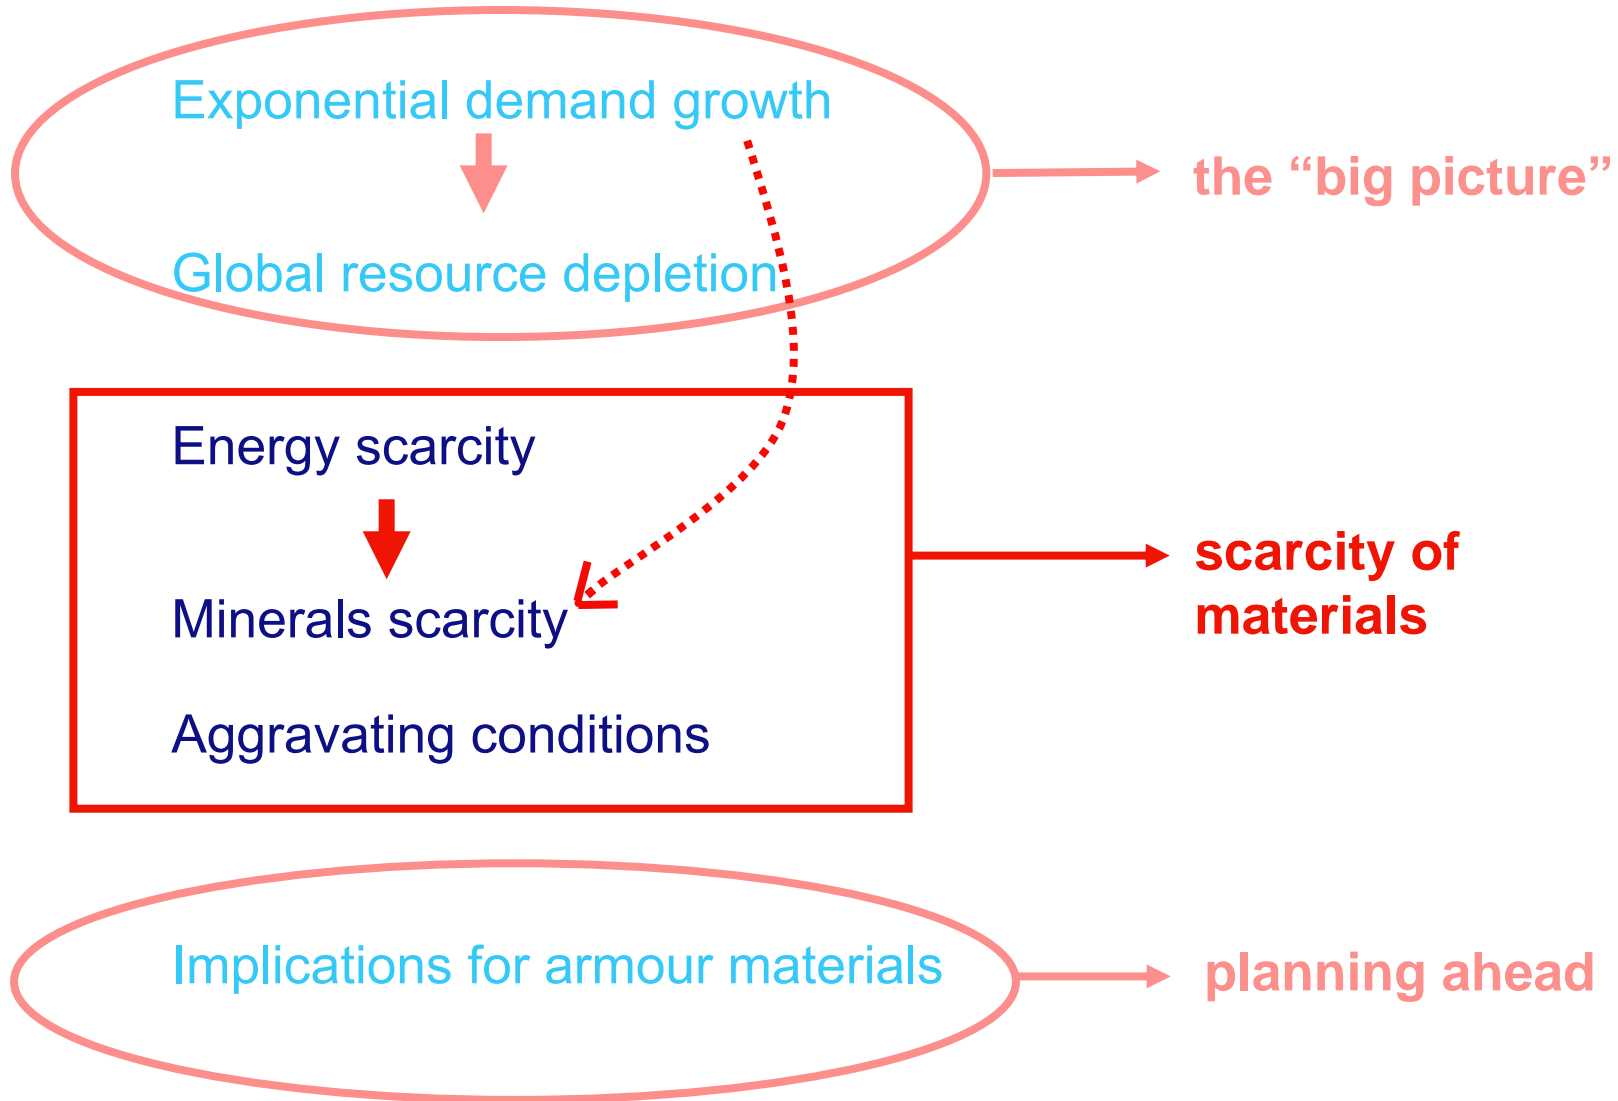 Exponential demand growth
the “big picture”
Global resource depletion
Energy scarcity
scarcity of
materials
Minerals scarcity
Aggravating conditions
Implications for armour materials
planning ahead